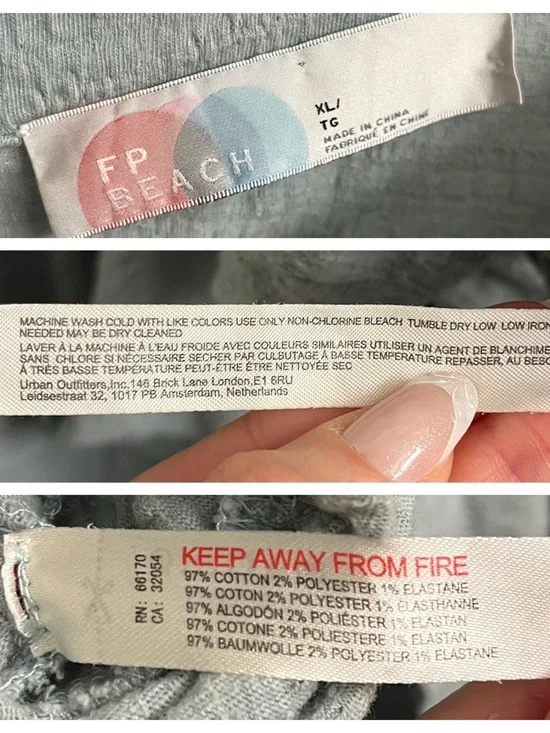 FP
BEACH
XL/
TG
MADE IN CHINA
FABRIQUÉ EN CHINE
MACHINE WASH COLD WITH LIKE COLORS USE ONLY NON-CHLORINE BLEACH TUMBLE DRY LOW LOW IRON
NEEDED MAY BE DRY CLEANED
LAVER À LA MACHINE À L'EAU FROIDE AVEC COULEURS SIMILAIRES UTILISER UN AGENT DE BLANCHIME
SANS CHLORE SI NÉCESSAIRE SECHER PAR CULBUTAGE À BASSE TEMPERATURE REPASSER, AU BESO
À TRÈS BASSE TEMPÉRATURE PEUT-ÊTRE ÊTRE NETTOYÉE SEC
Urban Outfitters,Inc.146 Brick Lane London,E1 6RU
Leidsestraat 32, 1017 PB Amsterdam, Netherlands
RN: 66170
CA: 32054
KEEP AWAY FROM FIRE
97% COTTON 2% POLYESTER 1% ELASTANE
97% COTON 2% POLYESTER 1% ELASTHANNE
97% ALGODÓN 2% POLIÉSTER 1% ELASTAN
97% COTONE 2% POLIESTERE 1% ELASTAN
97% BAUMWOLLE 2% POLYESTER 1% ELASTANE